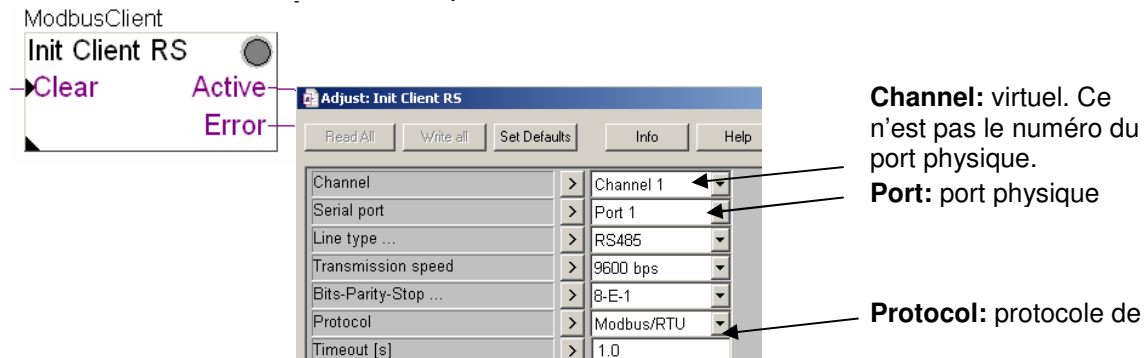 ModbusClient
Init Client RS
Clear Active
Error
Adjust: Init Client RS
Read All Write all Set Defaults Info Help
Channel > Channel 1
Serial port > Port 1
Line type ... > RS485
Transmission speed > 9600 bps
Bits-Parity-Stop ... > 8-E-1
Protocol > Modbus/RTU
Timeout [s] > 1.0
Channel: virtuel. Ce
n'est pas le numéro du
port physique.
Port: port physique
Protocol: protocole de